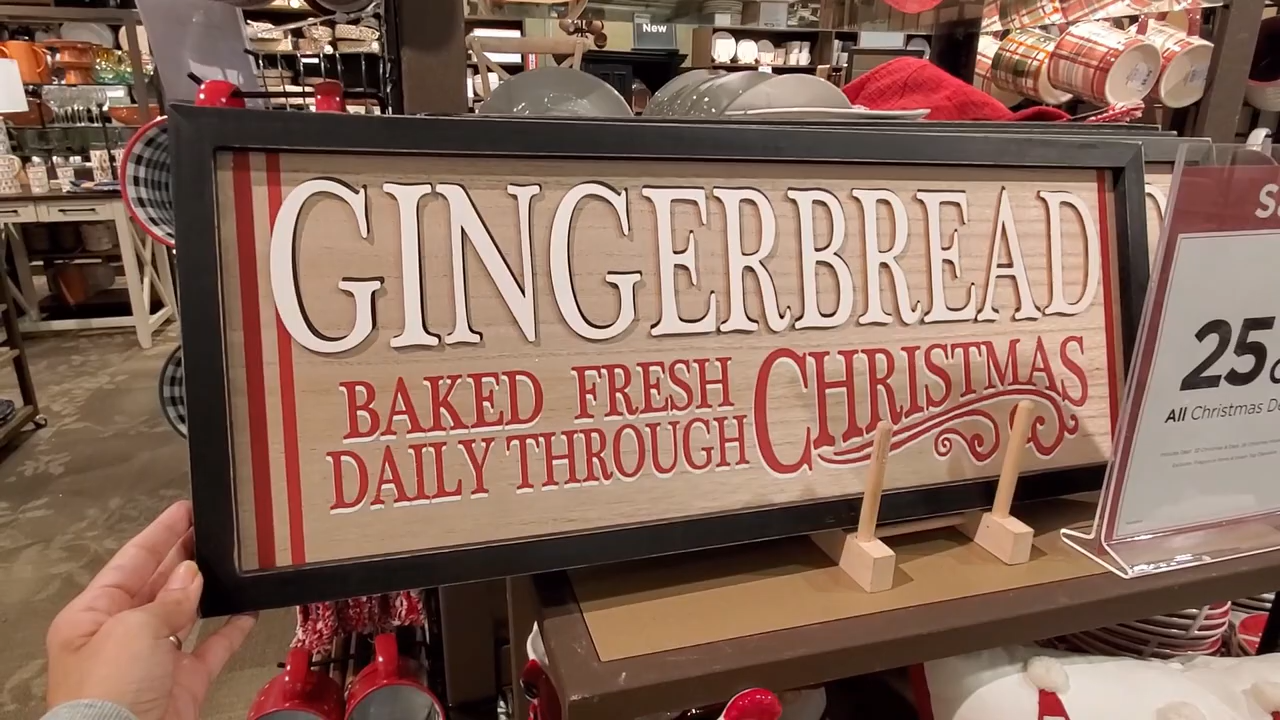 New
GINGERBREAD
BAKED FRESH
DAILY THROUGH CHRISTMAS
25
All Christmas